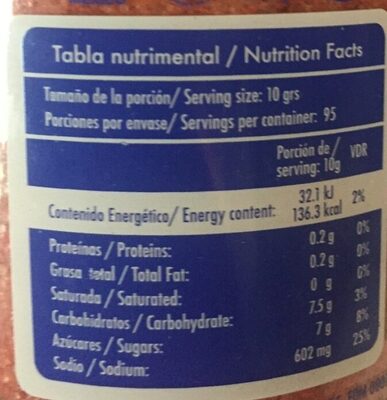 Tabla nutrimental / Nutrition Facts
Tamaño de la porción/ Serving size: 10 grs
Porciones por envase/ Servings per container: 95
Porción de/ VDR
serving: 10g
32.1 kJ
Contenido Energético/ Energy content: 136.3 kcal 2%
Proteínas / Proteins: 0.2 g 0%
Grasa total / Total Fat: 0.2 g 0%
Saturada / Saturated: 0 g 0%
Carbohidratos / Carbohydrate: 7.5 g 3%
Azúcares / Sugars: 7 g 8%
Sodio / Sodium: 602 mg 25%